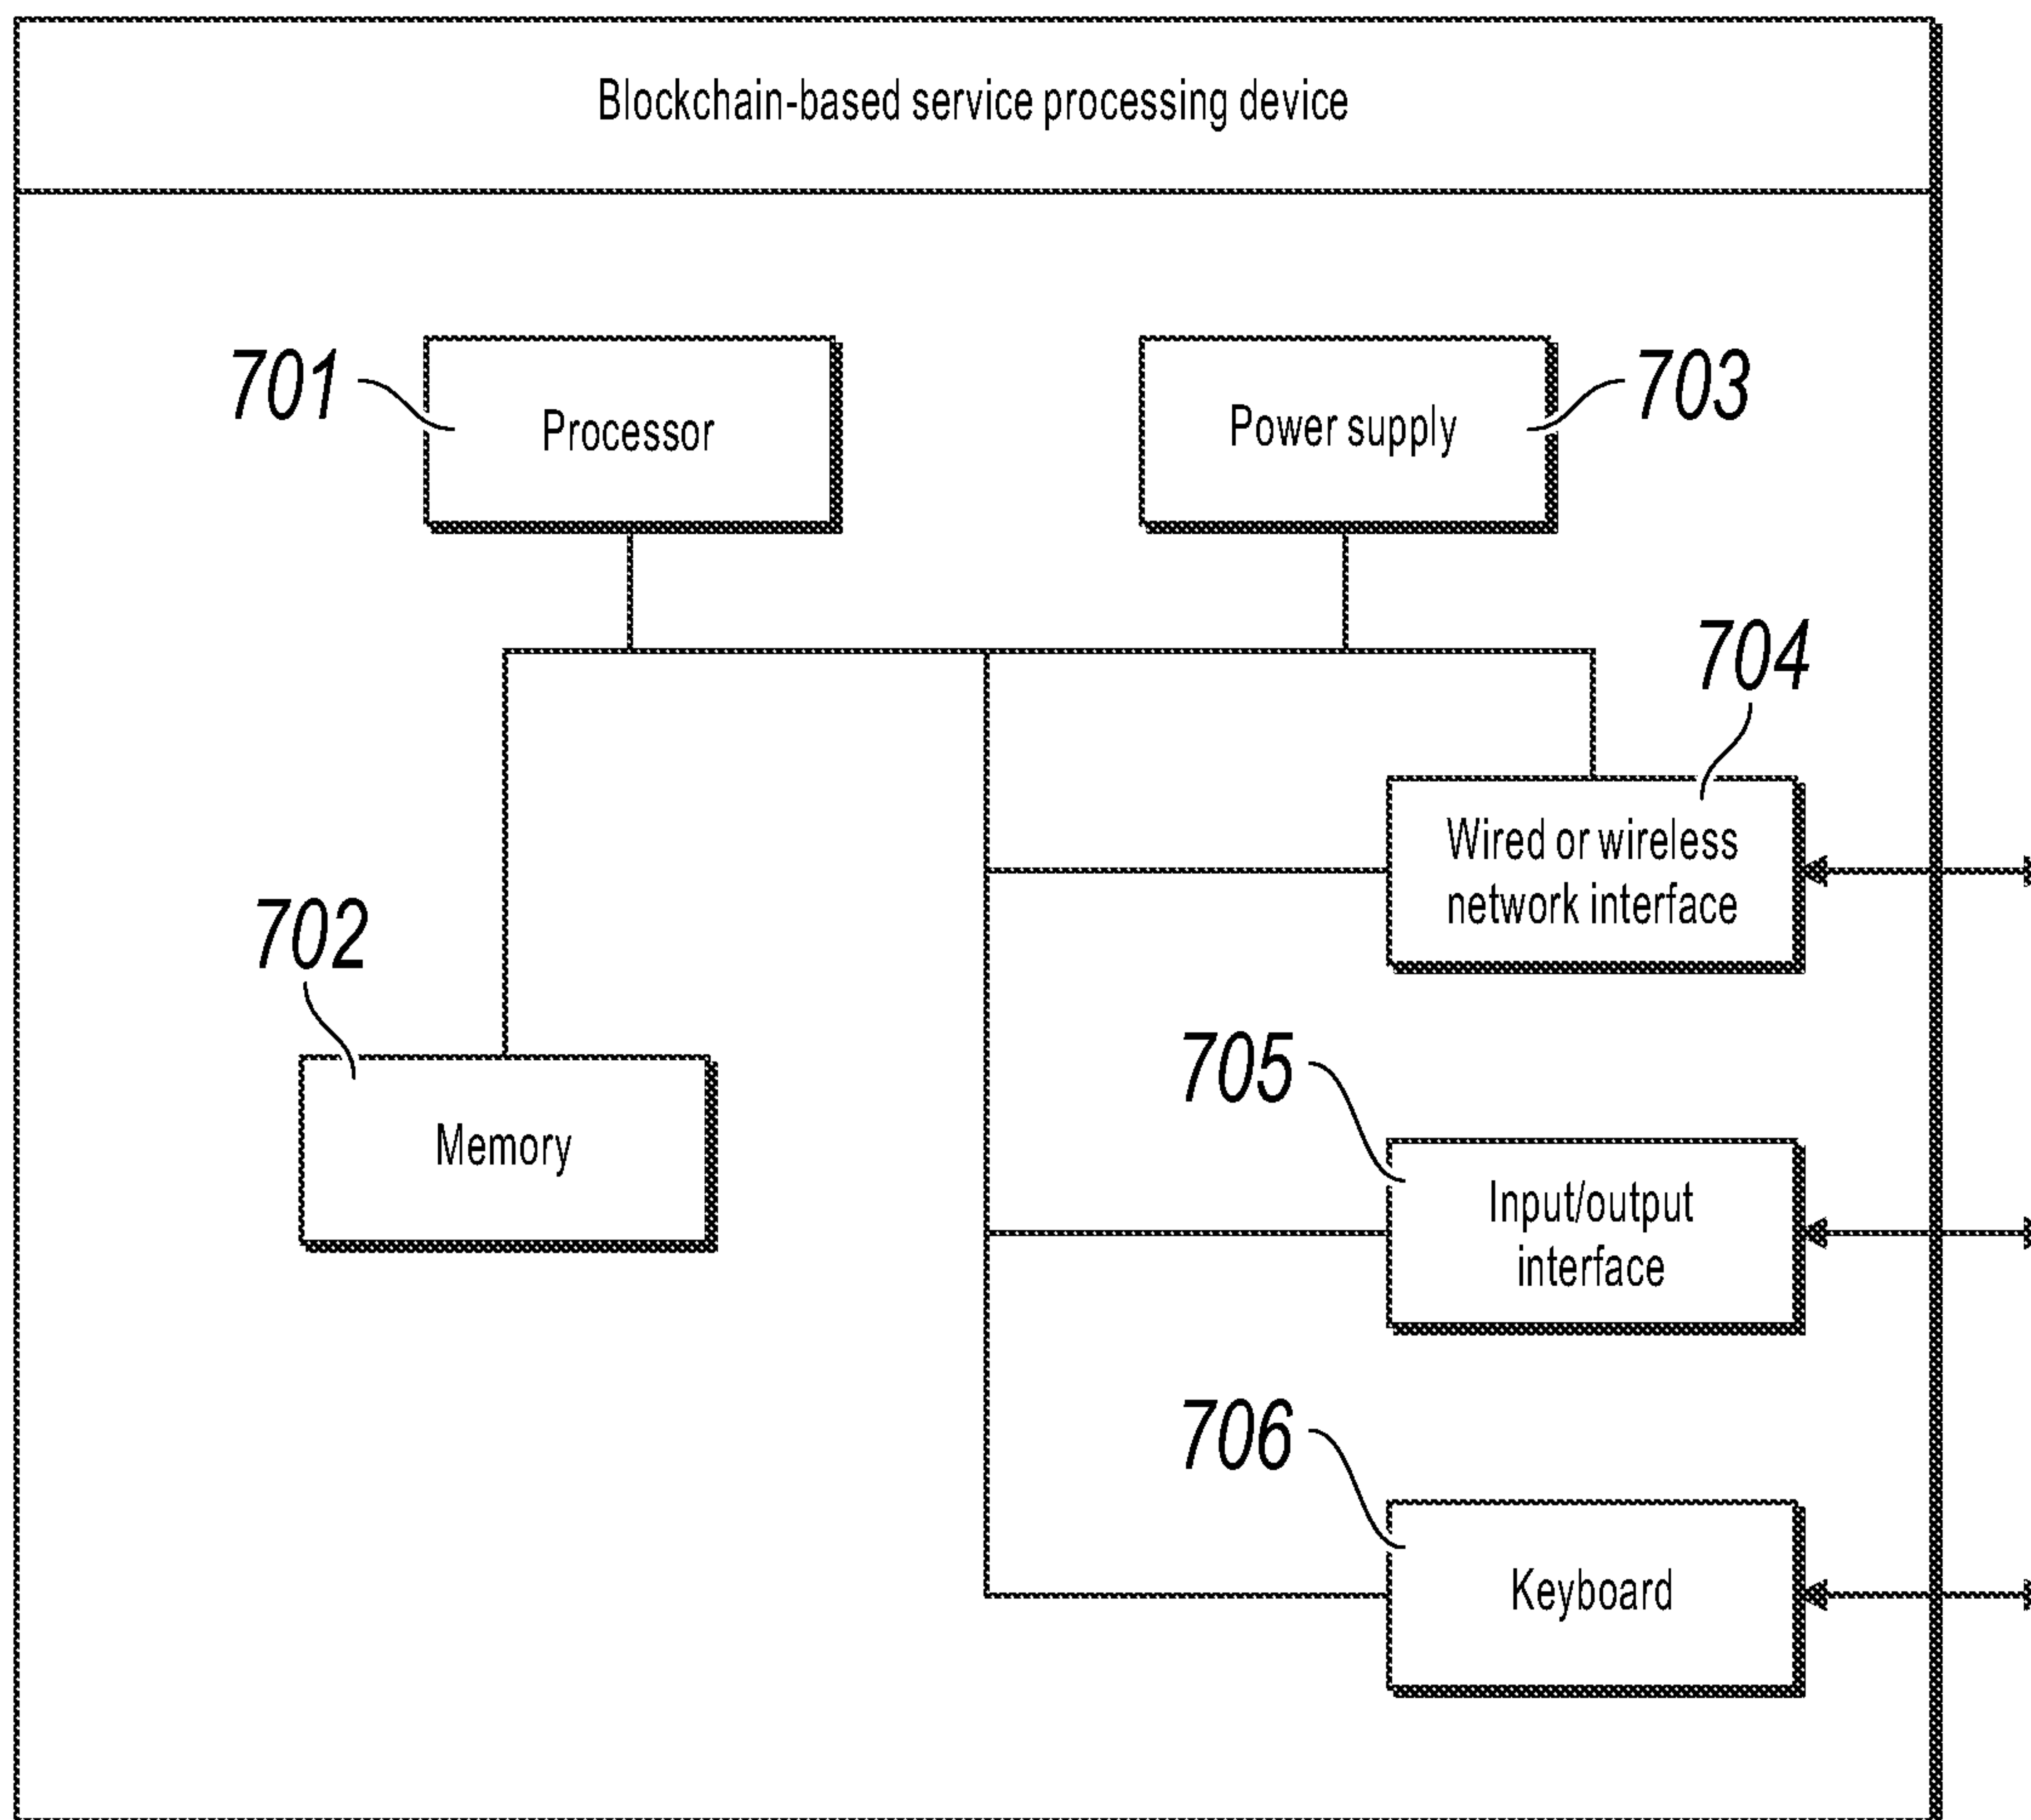 Blockchain-based service processing device
701
Processor
Power supply
703
704
Wired or wireless
network interface
702
Memory
705
Input/output
interface
706
Keyboard